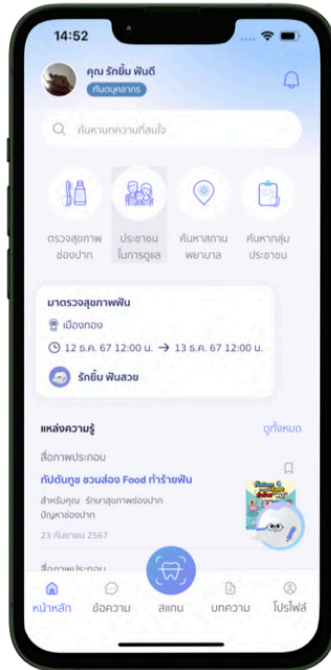 14:52
คุณ รักยิ้ม ฟันดี
ทันตบุคลากร
ค้นหาบทความที่สนใจ
ตรวจสุขภาพ
ช่องปาก
ประชาชน
ในการดูแล
ค้นหาสถาน
พยาบาล
ค้นหากลุ่ม
ประชาชน
มาตรวจสุขภาพฟัน
เมืองทอง
12 ธ.ค. 67 12:00 น. → 13 ธ.ค. 67 12:00 น.
รักยิ้ม ฟันสวย
แหล่งความรู้
ดูทั้งหมด
สื่อภาพประกอบ
กัปตันทูธ ชวนส่อง Food ทำร้ายฟัน
สำหรับคุณ รักษาสุขภาพช่องปาก
ปัญหาช่องปาก
23 กันยายน 2567
สื่อภาพประกอบ
หน้าหลัก
ข้อความ
สแกน
บทความ
โปรไฟล์